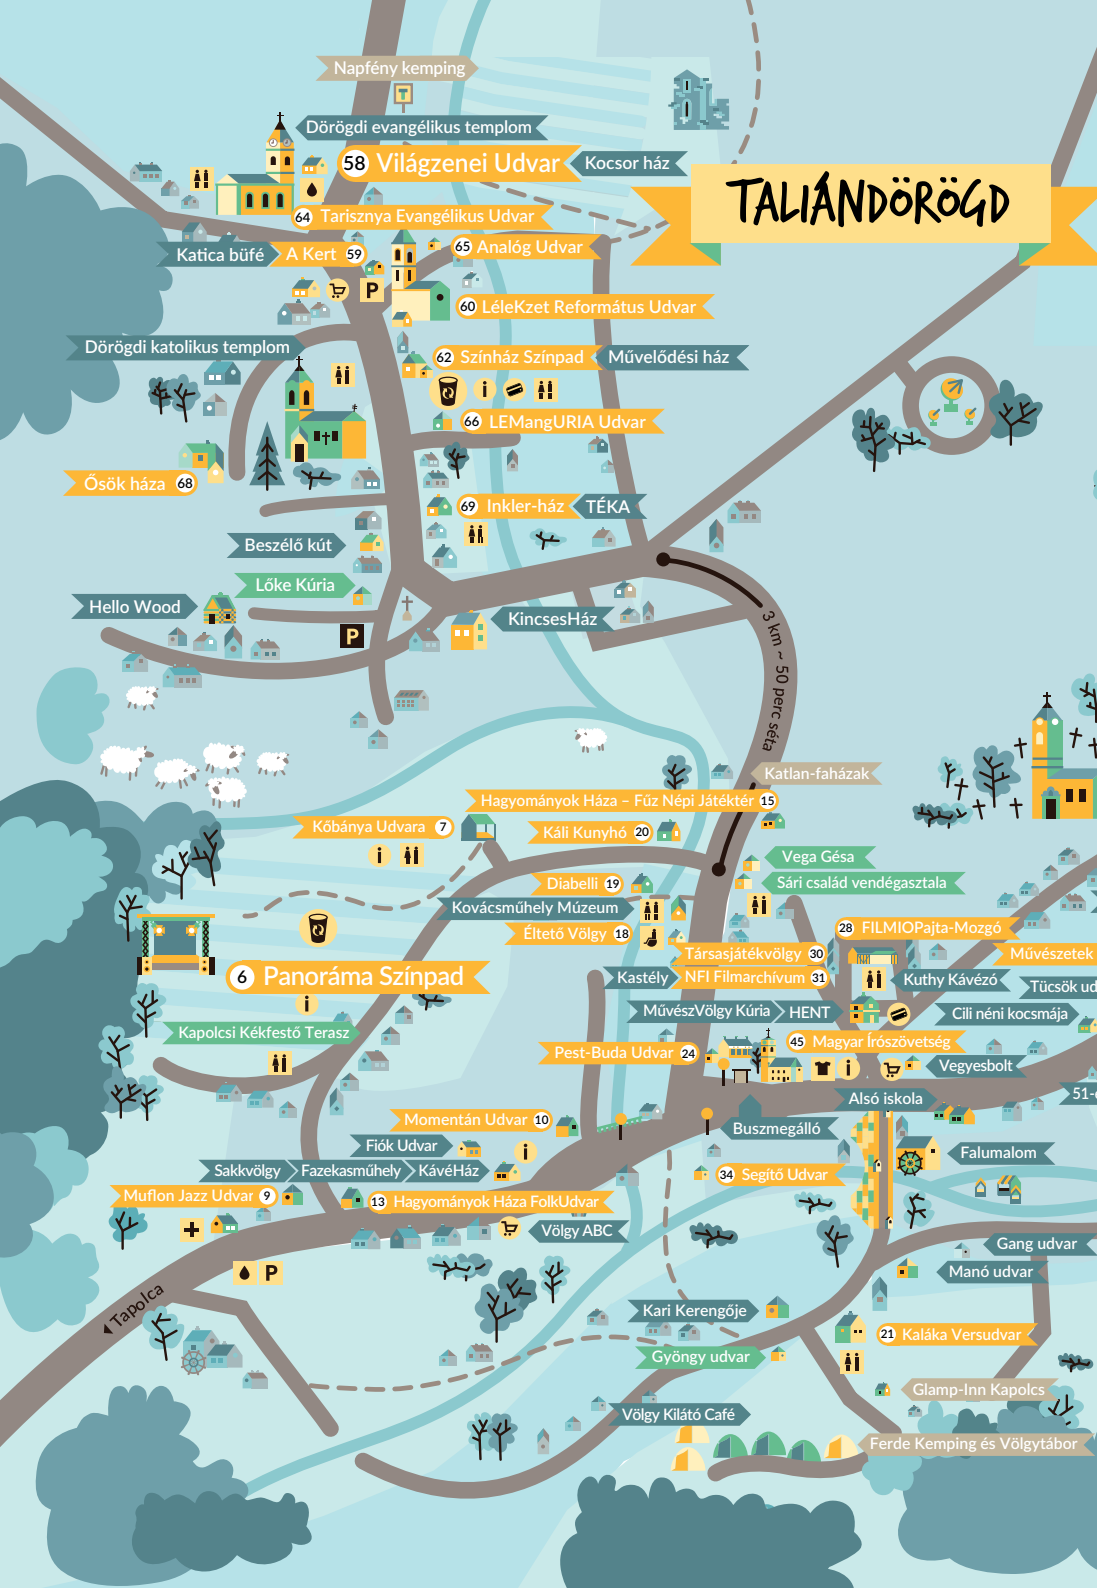 Napfény kemping
Dörögdi evangélikus templom
58 Világzenei Udvar
Kocsor ház
TALIÁNDÖRÖGD
64 Tarisznya Evangélikus Udvar
Katica büfé
A Kert 59
65 Analóg Udvar
P
60 LéleKzet Református Udvar
Dörögdi katolikus templom
62 Színház Színpad
Művelődési ház
66 LEMangURIA Udvar
Ősök háza 68
69 Inkler-ház
TÉKA
Beszélő kút
Lőke Kúria
Hello Wood
KincsesHáz
P
3 km ~ 50 perc séta
Katlan-faházak
Hagyományok Háza – Fűz Népi Játéktér 15
Kőbánya Udvara 7
Káli Kunyhó 20
Vega Gésa
Diabelli 19
Sári család vendégasztala
Kovácsműhely Múzeum
28 FILMIOPajta-Mozgó
Éltető Völgy 18
Társasjátékvölgy 30
Művészetek
6 Panoráma Színpad
Kastély
NFI Filmarchívum 31
Kuthy Kávézó
Tücsök ud
MűvészVölgy Kúria
HENT
Cili néni kocsmája
Kapolcsi Kékfestő Terasz
45 Magyar Írószövetség
Pest-Buda Udvar 24
Vegyesbolt
Alsó iskola
51-
Momentán Udvar 10
Buszmegálló
Fiók Udvar
Falumalom
Sakkvölgy
Fazekasműhely
KávéHáz
34 Segítő Udvar
Muflon Jazz Udvar 9
13 Hagyományok Háza FolkUdvar
Völgy ABC
Gang udvar
P
Manó udvar
Tapolca
Kari Kerengője
21 Kaláka Versudvar
Gyöngy udvar
Glamp-Inn Kapolcs
Völgy Kilátó Café
Ferde Kemping és Völgytábor